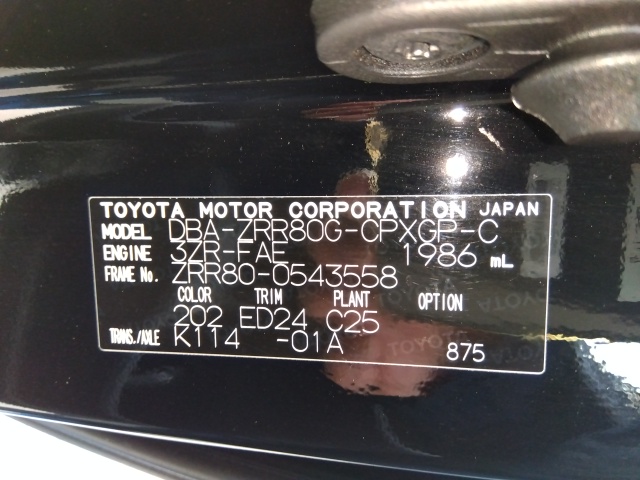 TOYOTA MOTOR CORPORATION JAPAN
MODEL DBA-ZRR80G-CPXGP-C
ENGINE 3ZR-FAE 1986 mL
FRAME No. ZRR80-0543558
COLOR TRIM PLANT OPTION
202 ED24 C25
TRANS./AXLE K114 -01A
875